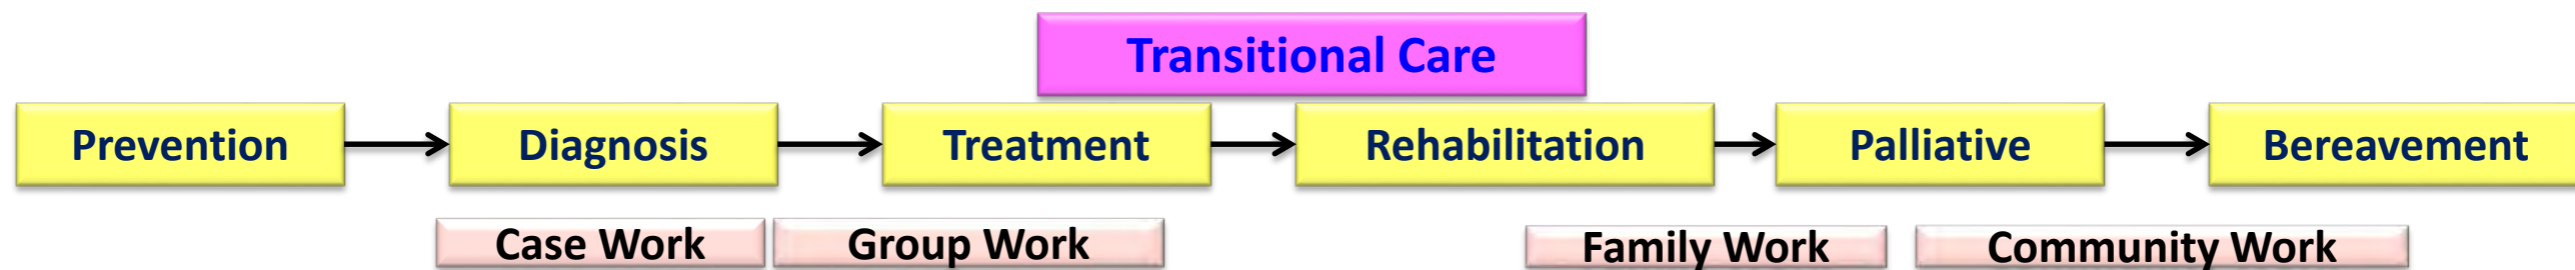 Transitional Care
Prevention
Diagnosis
Treatment
Rehabilitation
Palliative
Bereavement
Case Work
Group Work
Family Work
Community Work